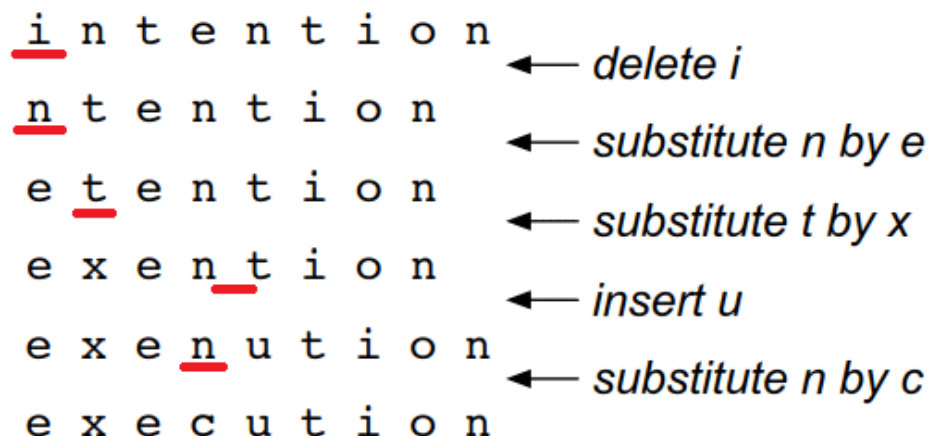 i n t e n t i o n
delete i
n t e n t i o n
substitute n by e
e t e n t i o n
substitute t by x
e x e n t i o n
insert u
e x e n u t i o n
substitute n by c
e x e c u t i o n